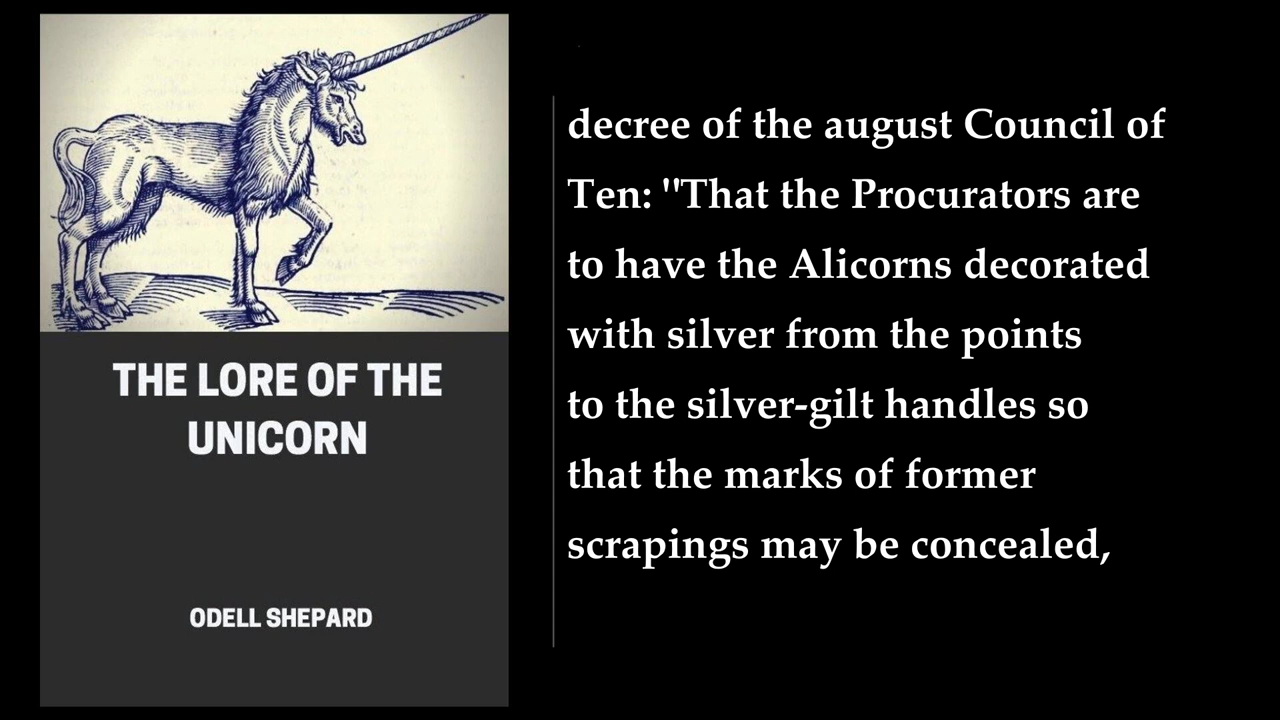 THE LORE OF THE
UNICORN
ODELL SHEPARD
decree of the august Council of
Ten: "That the Procurators are
to have the Alicorns decorated
with silver from the points
to the silver-gilt handles so
that the marks of former
scrapings may be concealed,